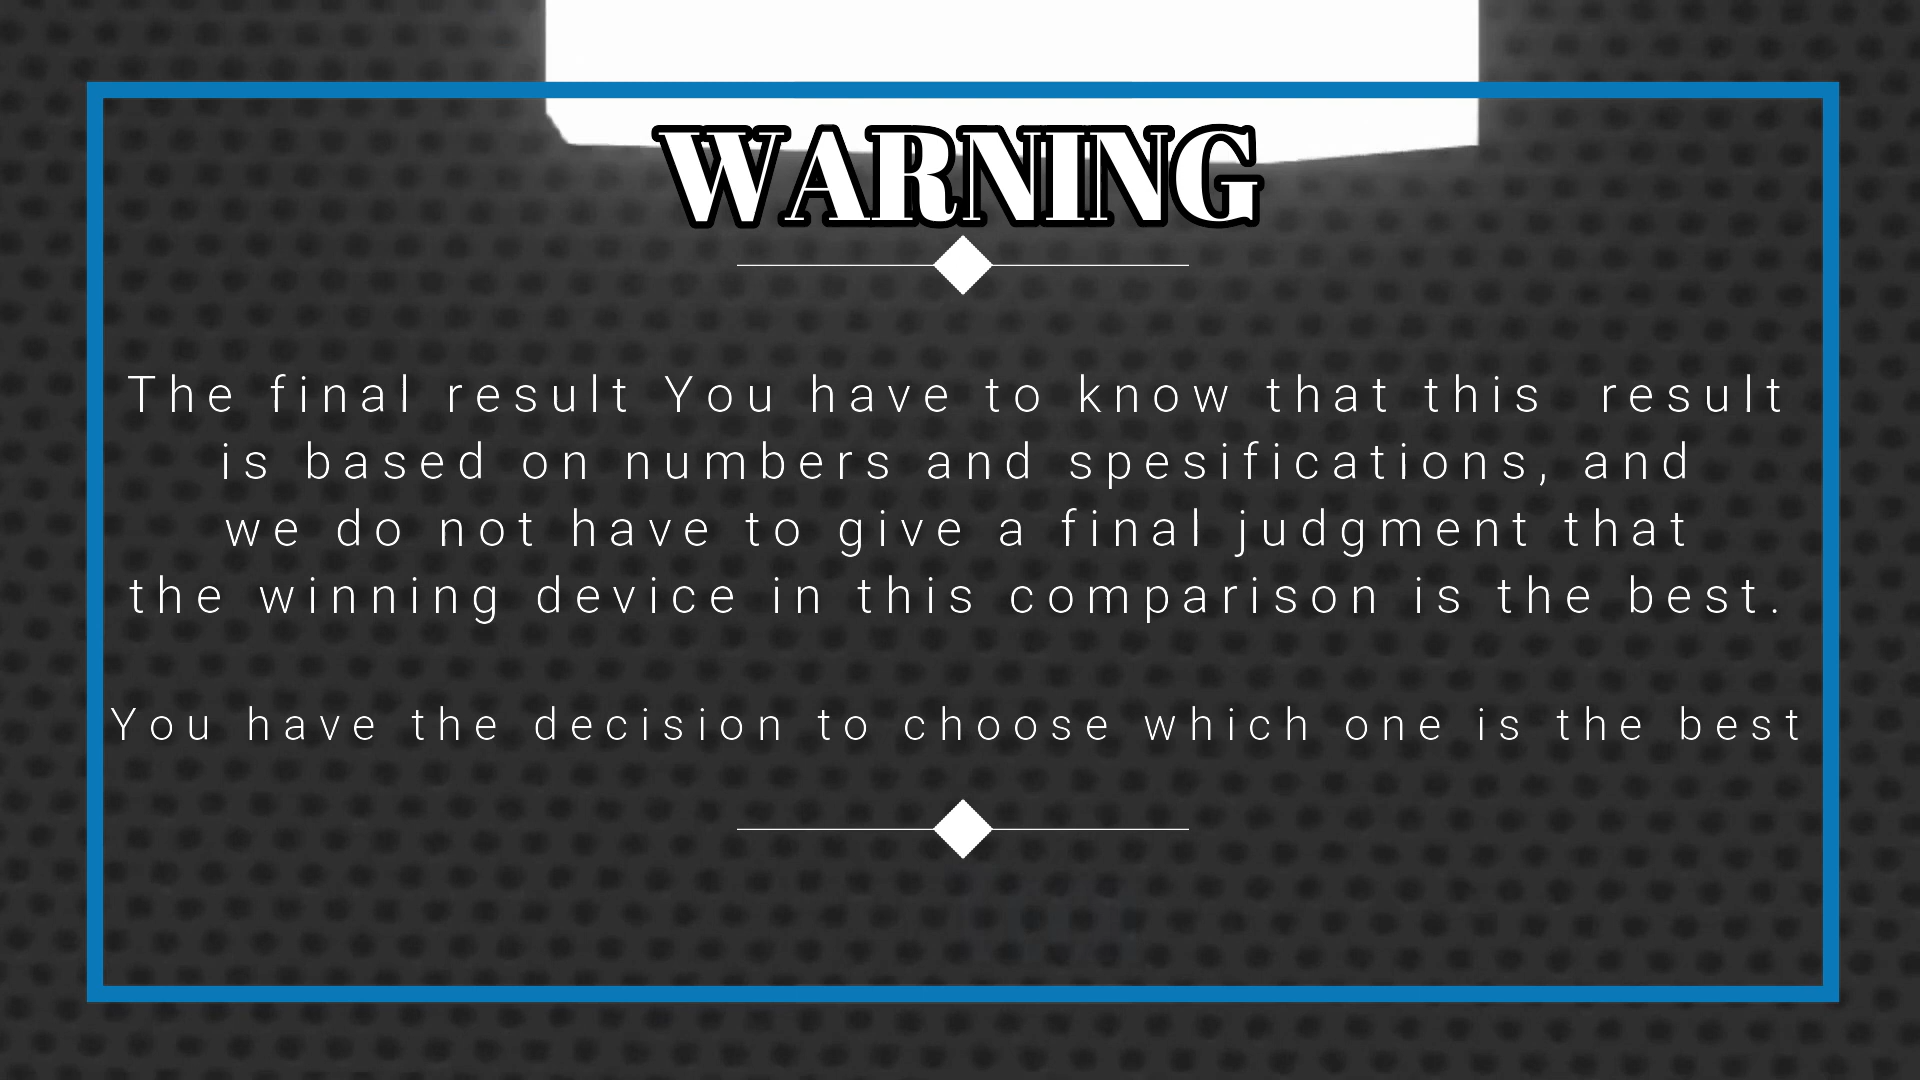 WARNING
The final result You have to know that this result
is based on numbers and spesifications, and
we do not have to give a final judgment that
the winning device in this comparison is the best.
You have the decision to choose which one is the best